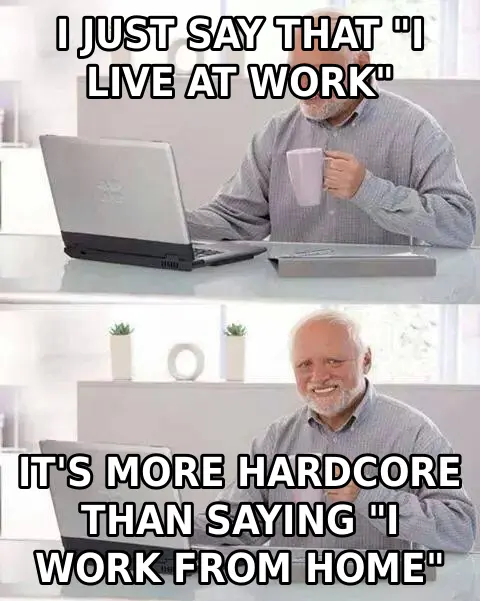 I JUST SAY THAT "I
LIVE AT WORK"
IT'S MORE HARDCORE
THAN SAYING "I
WORK FROM HOME"